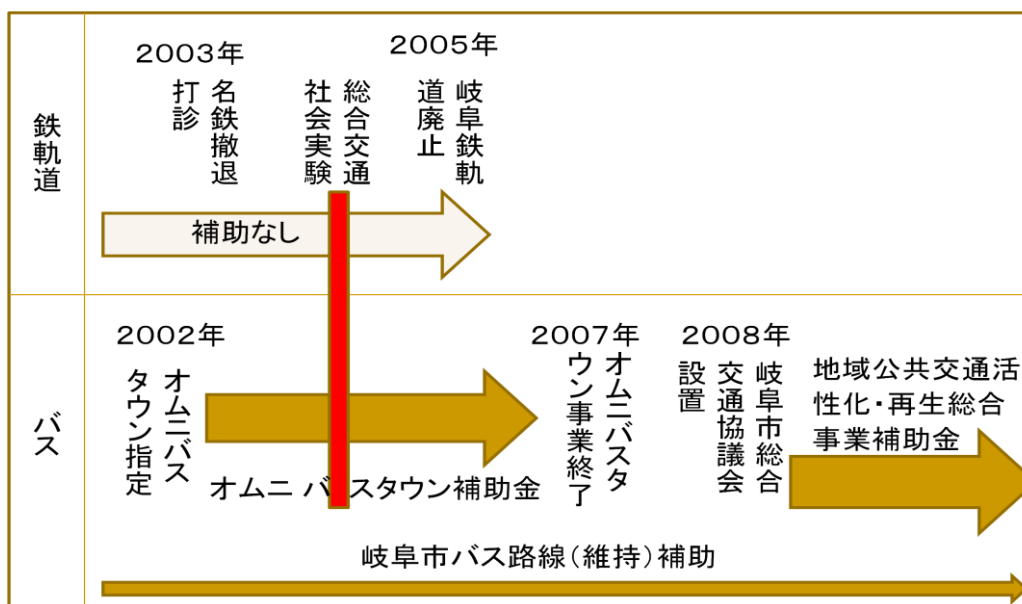 鉄軌道
2003年
名鉄撤退
打診
総合交通
社会実験
2005年
岐阜鉄軌
道廃止
補助なし
バス
2002年
オムニバス
タウン指定
オムニバスタウン補助金
2007年
オムニバスタ
ウン事業終了
2008年
岐阜市総合
交通協議会
設置
地域公共交通活
性化・再生総合
事業補助金
岐阜市バス路線(維持)補助